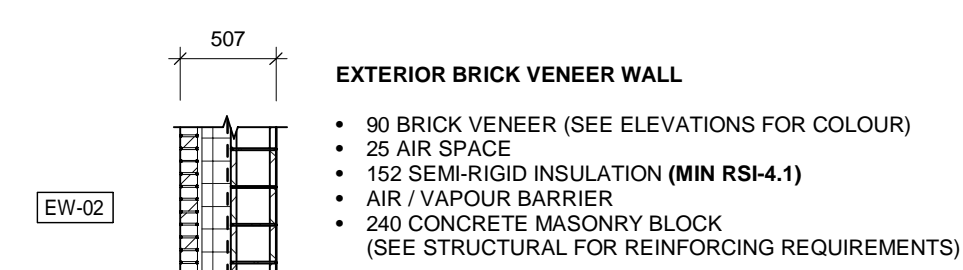 507
EXTERIOR BRICK VENEER WALL
• 90 BRICK VENEER (SEE ELEVATIONS FOR COLOUR)
• 25 AIR SPACE
• 152 SEMI-RIGID INSULATION (MIN RSI-4.1)
• AIR / VAPOUR BARRIER
• 240 CONCRETE MASONRY BLOCK
(SEE STRUCTURAL FOR REINFORCING REQUIREMENTS)
EW-02